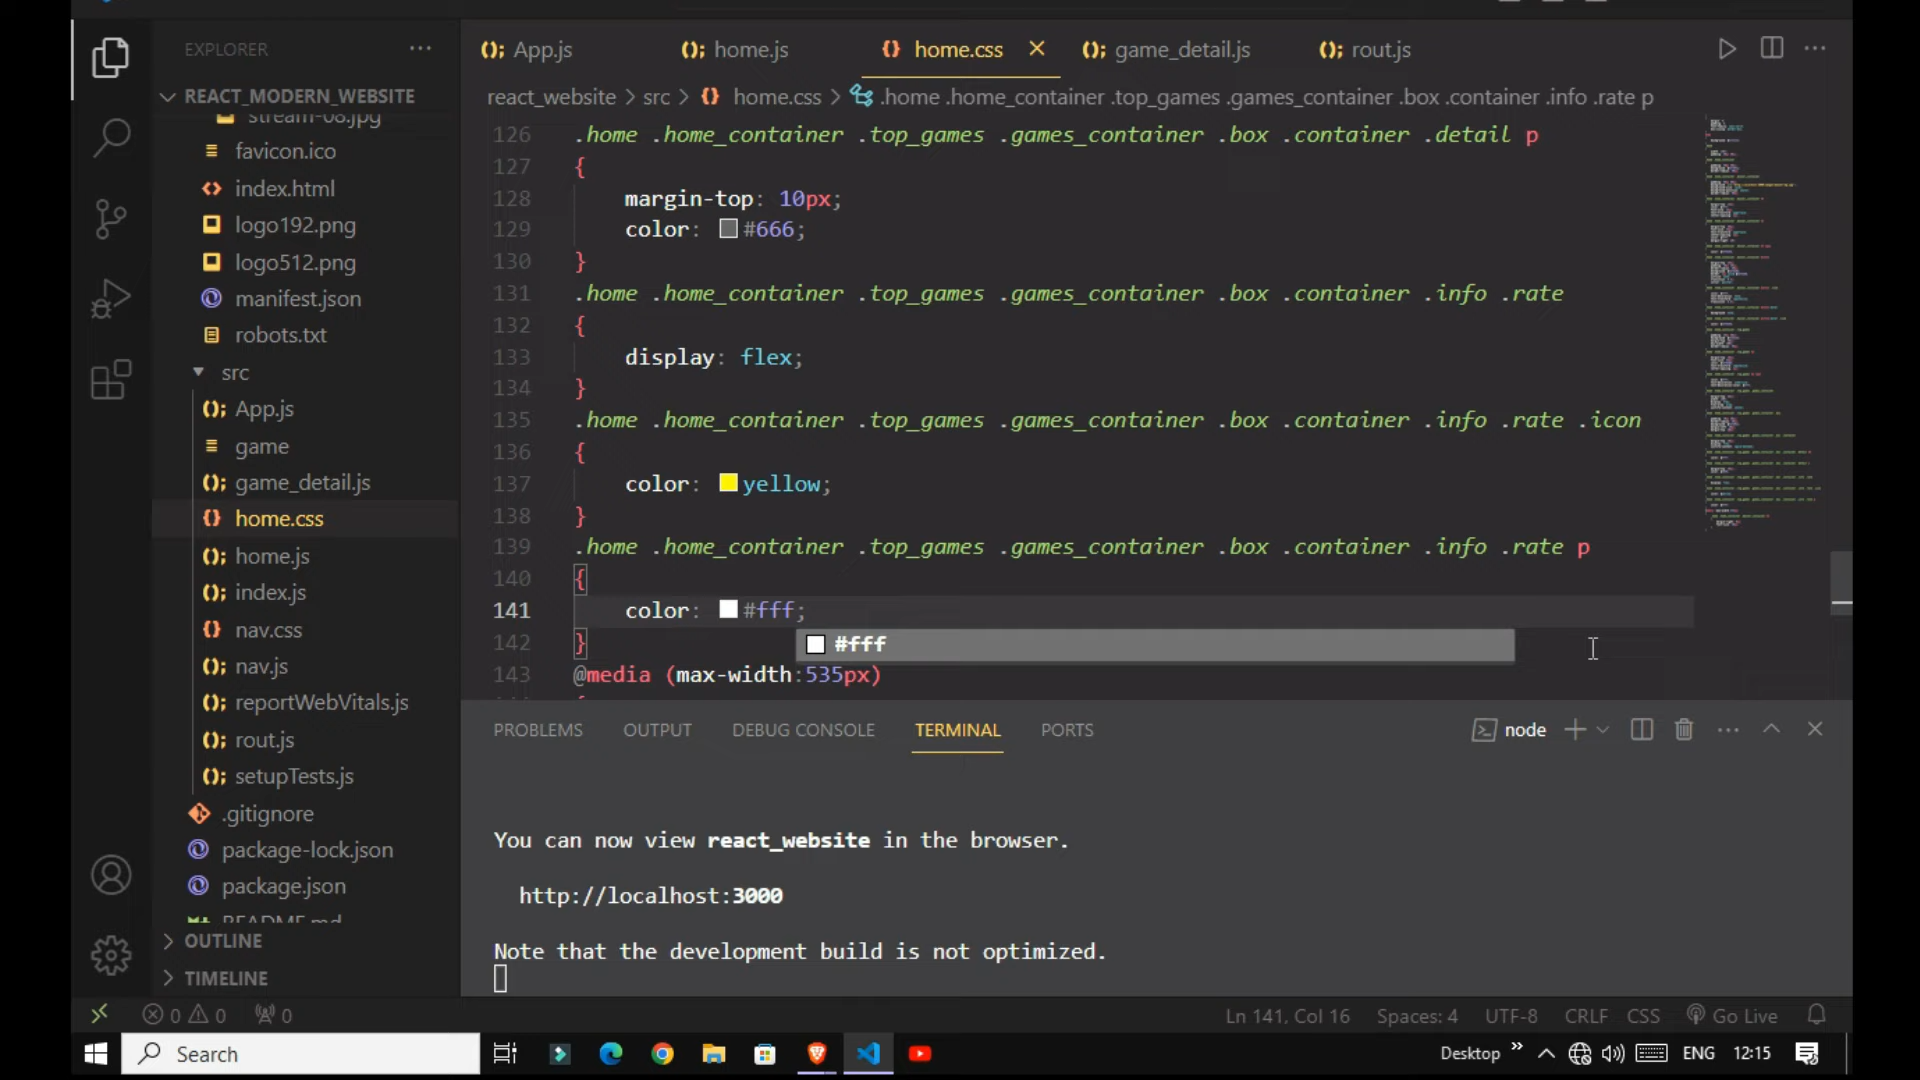 EXPLORER
REACT_MODERN_WEBSITE
stream-08.jpg
favicon.ico
index.html
logo192.png
logo512.png
manifest.json
robots.txt
src
App.js
game
game_detail.js
home.css
home.js
index.js
nav.css
nav.js
reportWebVitals.js
rout.js
setupTests.js
.gitignore
package-lock.json
package.json
README.md
OUTLINE
TIMELINE
App.js home.js home.css game_detail.js rout.js
react_website > src > home.css > .home .home_container .top_games .games_container .box .container .info .rate p
126 .home .home_container .top_games .games_container .box .container .detail p
127 {
128 margin-top: 10px;
129 color: #666;
130 }
131 .home .home_container .top_games .games_container .box .container .info .rate
132 {
133 display: flex;
134 }
135 .home .home_container .top_games .games_container .box .container .info .rate .icon
136 {
137 color: yellow;
138 }
139 .home .home_container .top_games .games_container .box .container .info .rate p
140 {
141 color: #fff;
142 }
#fff
143 @media (max-width:535px)
PROBLEMS OUTPUT DEBUG CONSOLE TERMINAL PORTS
node
You can now view react_website in the browser.
http://localhost:3000
Note that the development build is not optimized.
0 0 0
Ln 141, Col 16 Spaces: 4 UTF-8 CRLF CSS Go Live
Search
Desktop ENG 12:15